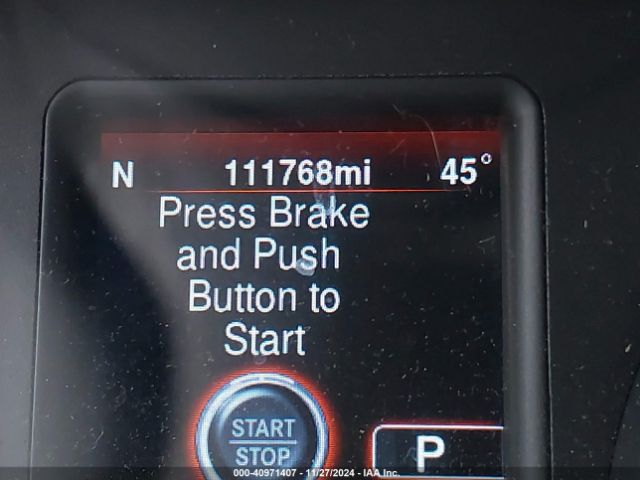 N 111768mi 45°
Press Brake
and Push
Button to
Start
START
STOP
P
000-40971407 - 11/27/2024 - IAA Inc.